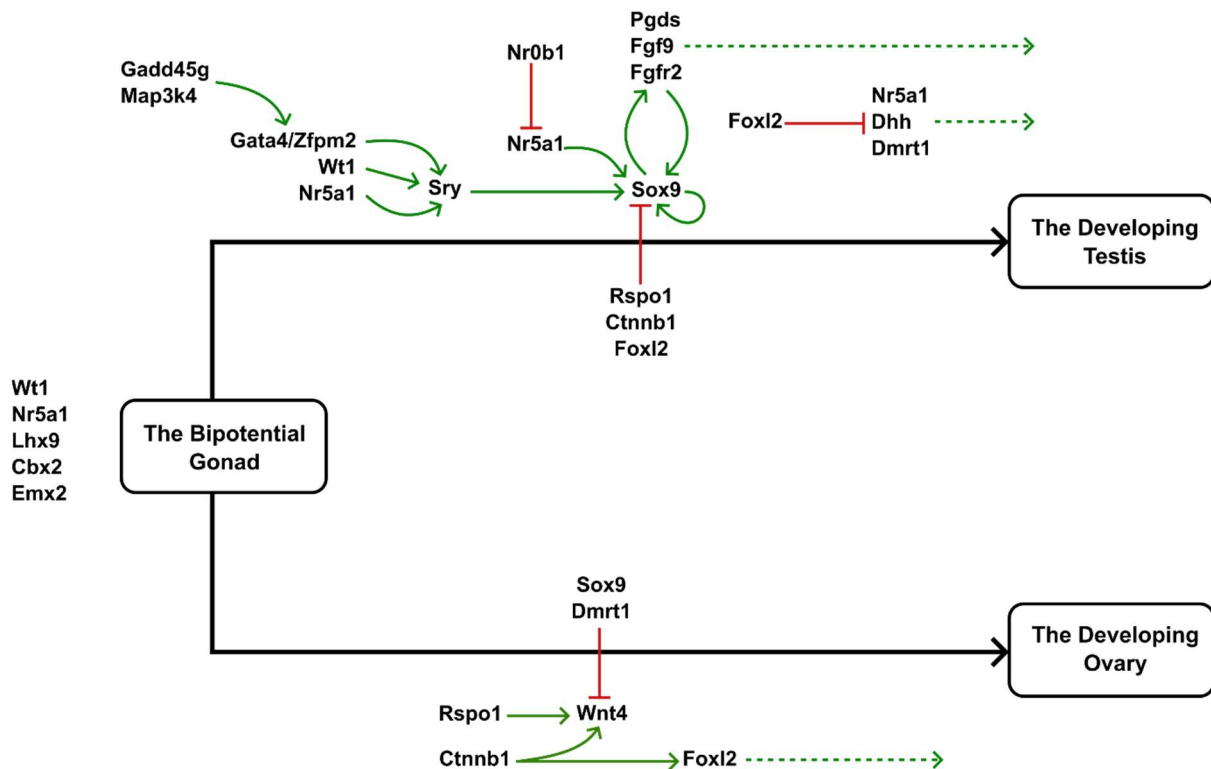 Pgds
Fgf9
Fgfr2
Nr0b1
Gadd45g
Map3k4
Nr5a1
Dhh
Dmrt1
Foxl2
Gata4/Zfpm2
Wt1
Nr5a1
Sry
Nr5a1
Sox9
The Developing
Testis
Rspo1
Ctnnb1
Foxl2
Wt1
Nr5a1
Lhx9
Cbx2
Emx2
The Bipotential
Gonad
Sox9
Dmrt1
The Developing
Ovary
Rspo1
Wnt4
Ctnnb1
Foxl2